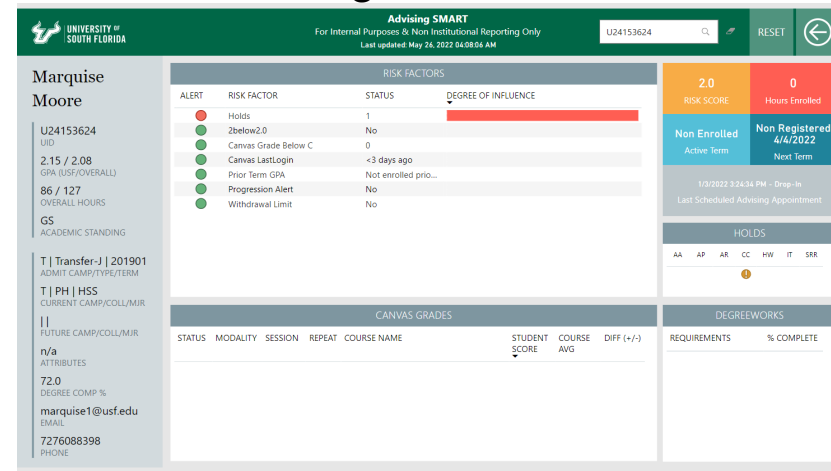 UNIVERSITY OF
SOUTH FLORIDA
Advising SMART
For Internal Purposes & Non Institutional Reporting Only
Last updated: May 26, 2022 04:08:06 AM
U24153624
RESET
Marquise
Moore
U24153624
UID
2.15 / 2.08
GPA (USF/OVERALL)
86 / 127
OVERALL HOURS
GS
ACADEMIC STANDING
T | Transfer-J | 201901
ADMIT CAMP/TYPE/TERM
T | PH | HSS
CURRENT CAMP/COLL/MJR
| |
FUTURE CAMP/COLL/MJR
n/a
ATTRIBUTES
72.0
DEGREE COMP %
marquise1@usf.edu
EMAIL
7276088398
PHONE
RISK FACTORS
ALERT RISK FACTOR STATUS DEGREE OF INFLUENCE
Holds 1
2below2.0 No
Canvas Grade Below C 0
Canvas LastLogin <3 days ago
Prior Term GPA Not enrolled prio...
Progression Alert No
Withdrawal Limit No
CANVAS GRADES
STATUS MODALITY SESSION REPEAT COURSE NAME STUDENT SCORE COURSE AVG DIFF (+/-)
2.0
RISK SCORE
0
Hours Enrolled
Non Enrolled
Active Term
Non Registered
4/4/2022
Next Term
1/3/2022 3:24:34 PM - Drop-In
Last Scheduled Advising Appointment
HOLDS
AA AP AR CC HW IT SRR
DEGREEWORKS
REQUIREMENTS % COMPLETE